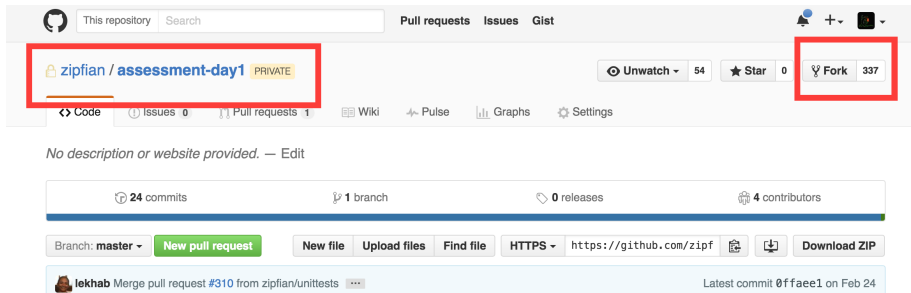 This repository Search Pull requests Issues Gist
zipfian / assessment-day1 PRIVATE Unwatch 54 Star 0 Fork 337
Code Issues 0 Pull requests 1 Wiki Pulse Graphs Settings
No description or website provided. — Edit
24 commits 1 branch 0 releases 4 contributors
Branch: master New pull request New file Upload files Find file HTTPS https://github.com/zipf Download ZIP
lekhab Merge pull request #310 from zipfian/unittests ... Latest commit 0ffaee1 on Feb 24